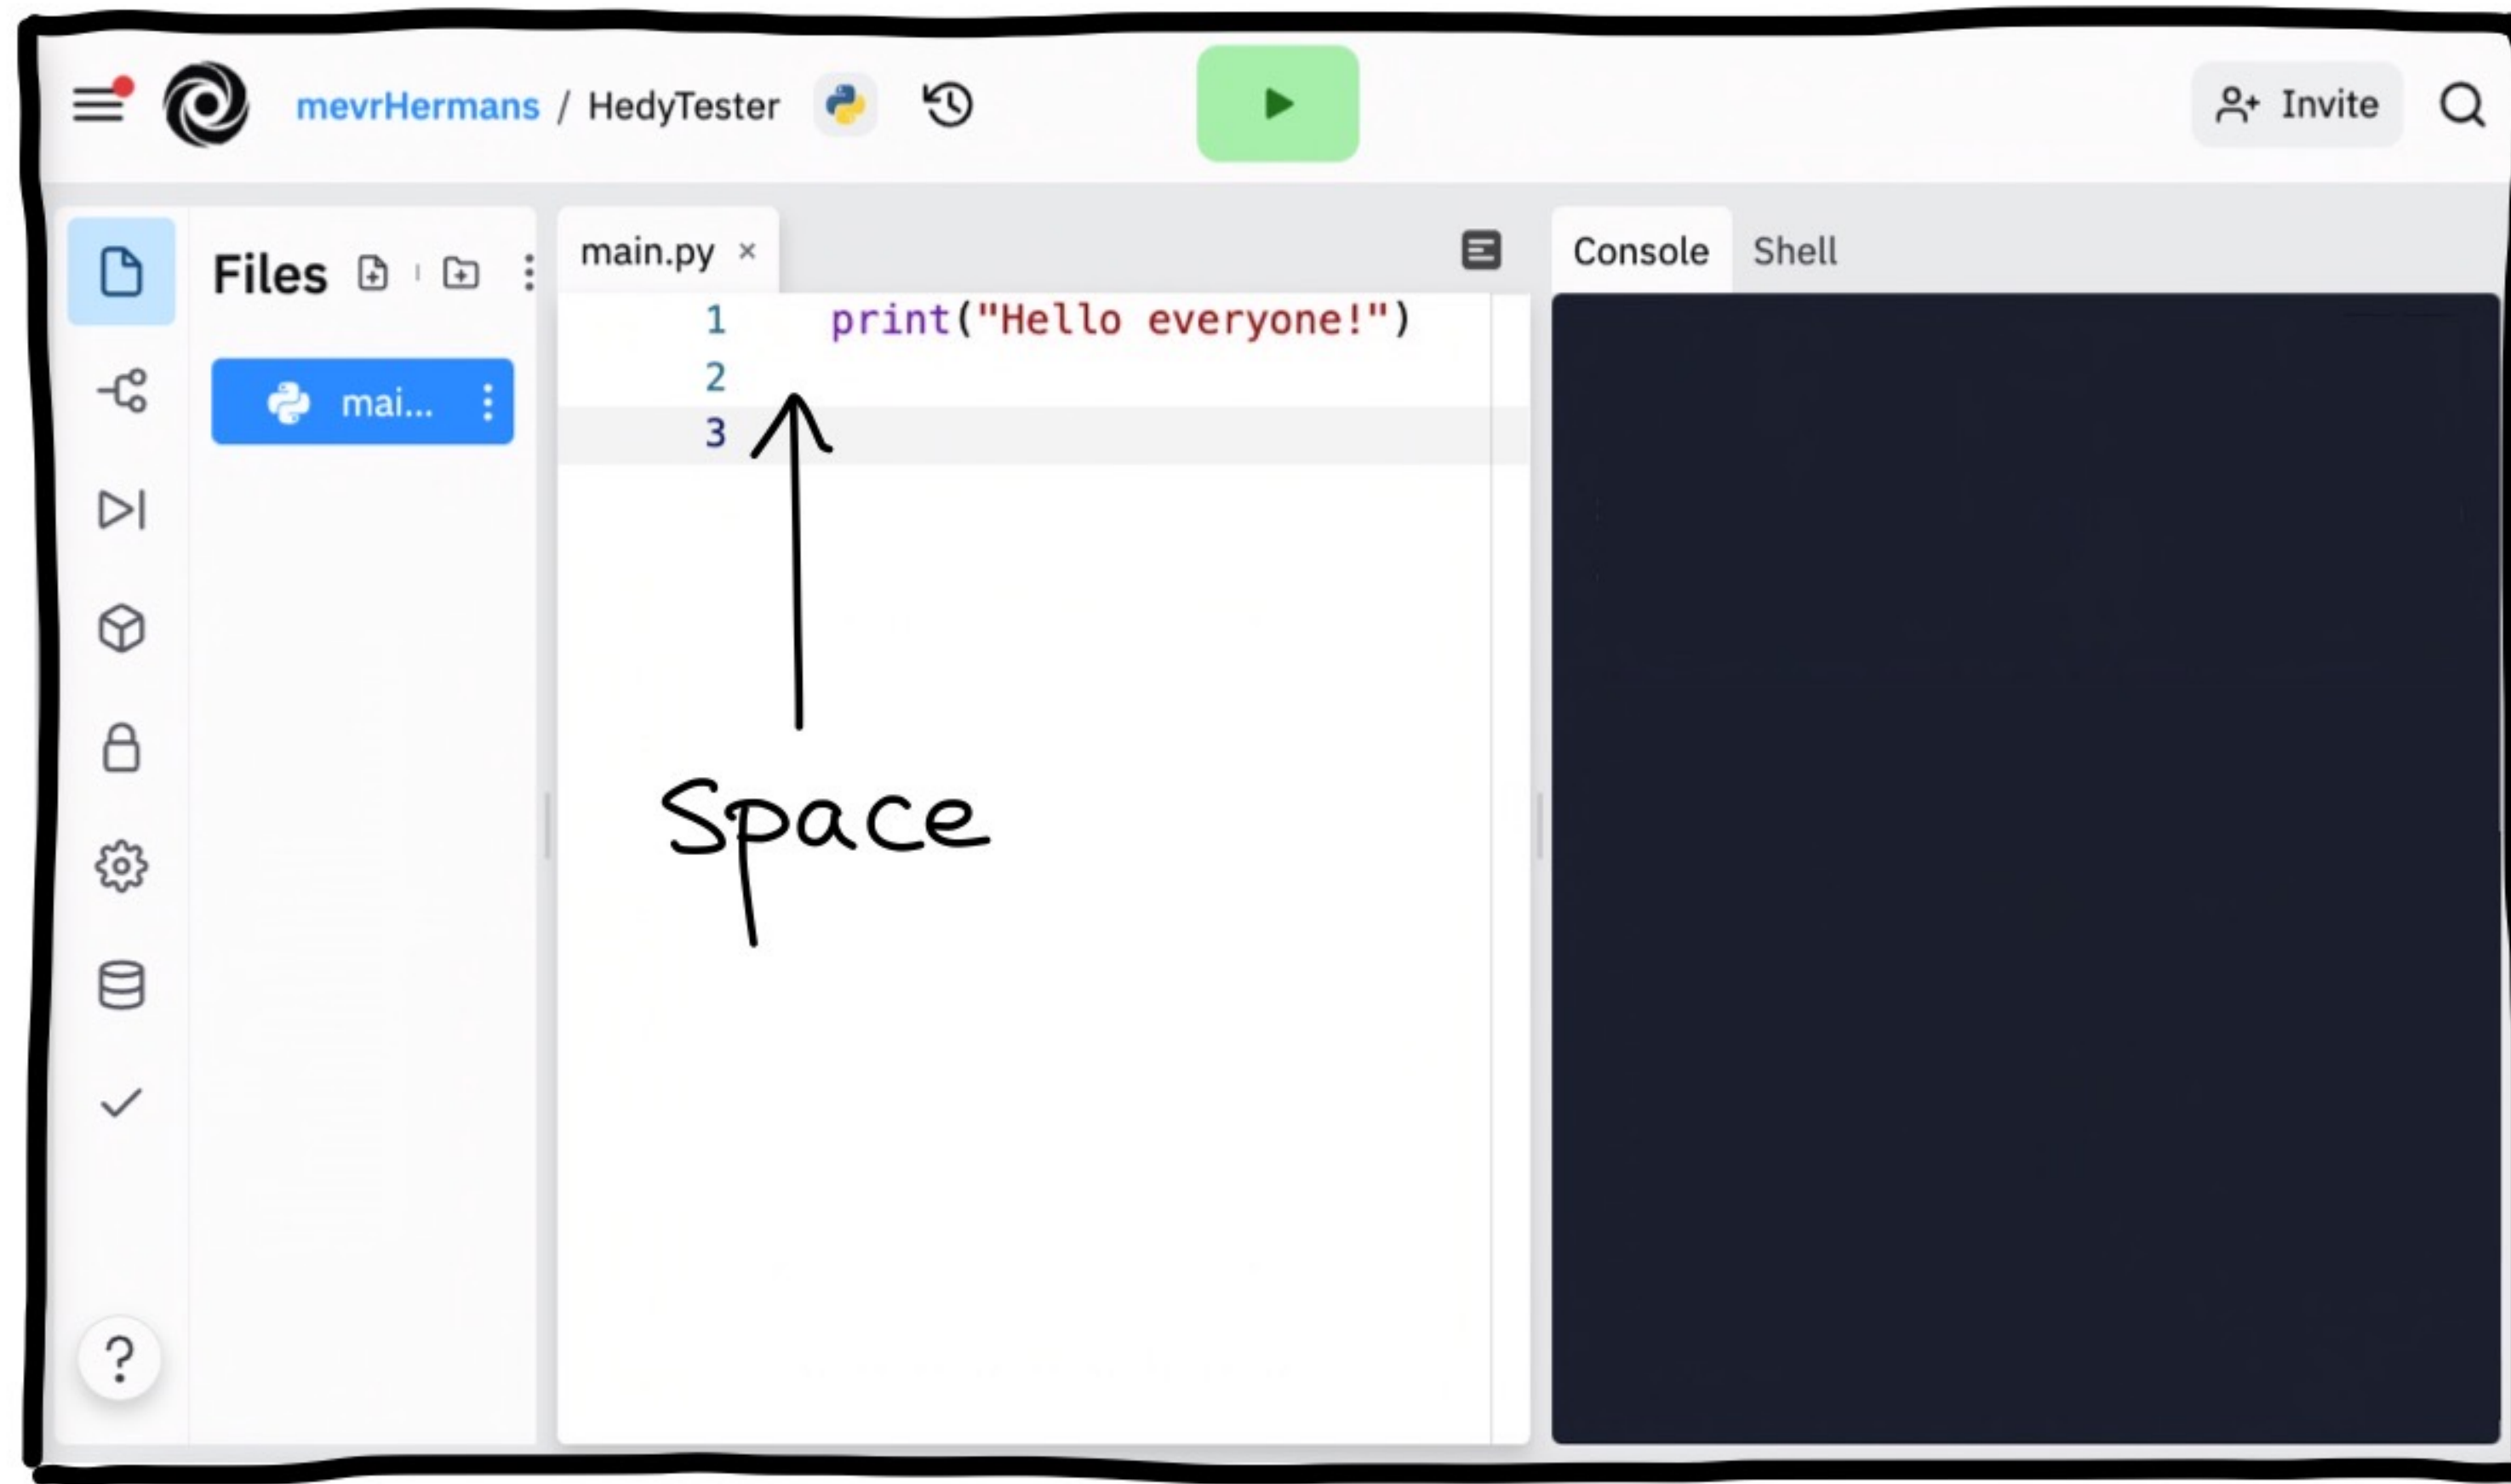 mevrHermans / HedyTester
Invite
Files
mai...
main.py ×
1 print("Hello everyone!")
2
3
Space
Console Shell
?